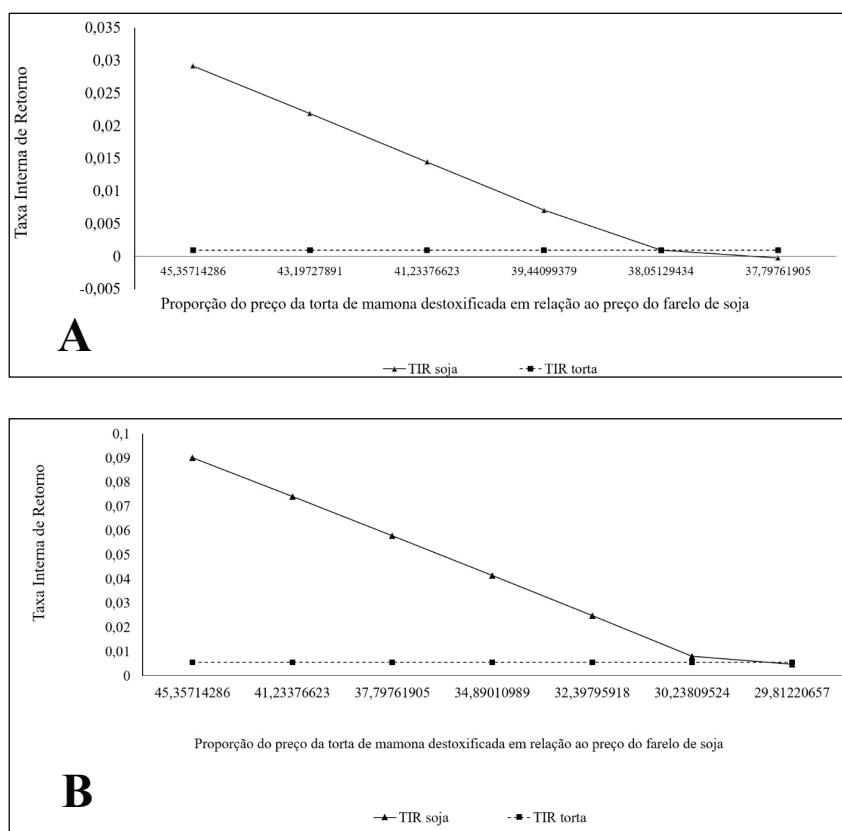 Taxa Interna de Retorno
0,035
0,03
0,025
0,02
0,015
0,01
0,005
0
-0,005
45,35714286 43,19727891 41,23376623 39,44099379 38,05129434 37,79761905
Proporção do preço da torta de mamona destoxificada em relação ao preço do farelo de soja
A
TIR soja TIR torta
Taxa Interna de Retorno
0,1
0,09
0,08
0,07
0,06
0,05
0,04
0,03
0,02
0,01
0
45,35714286 41,23376623 37,79761905 34,89010989 32,39795918 30,23809524 29,81220657
Proporção do preço da torta de mamona destoxificada em relação ao preço do farelo de soja
B
TIR soja TIR torta